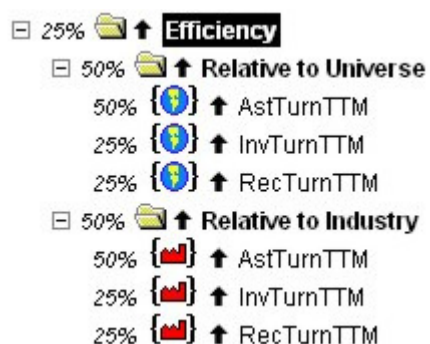 25% Efficiency
50% Relative to Universe
50% { } AstTurnTTM
25% { } InvTurnTTM
25% { } RecTurnTTM
50% Relative to Industry
50% { } AstTurnTTM
25% { } InvTurnTTM
25% { } RecTurnTTM